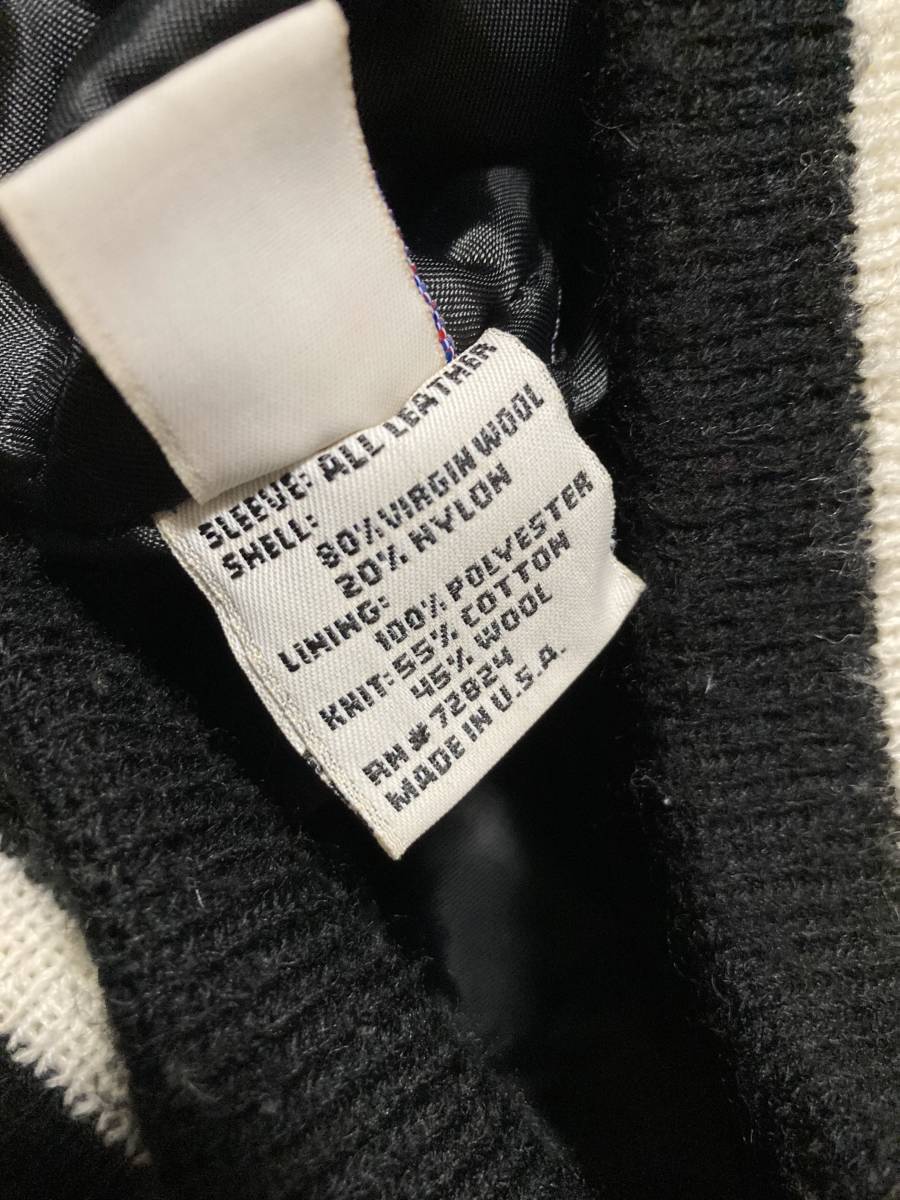 SLEEVE: ALL LEATHER
SHELL:
80% VIRGIN WOOL
20% NYLON
LINING:
100% POLYESTER
KNIT: 55% COTTON
45% WOOL
RN# 72824
MADE IN U.S.A.